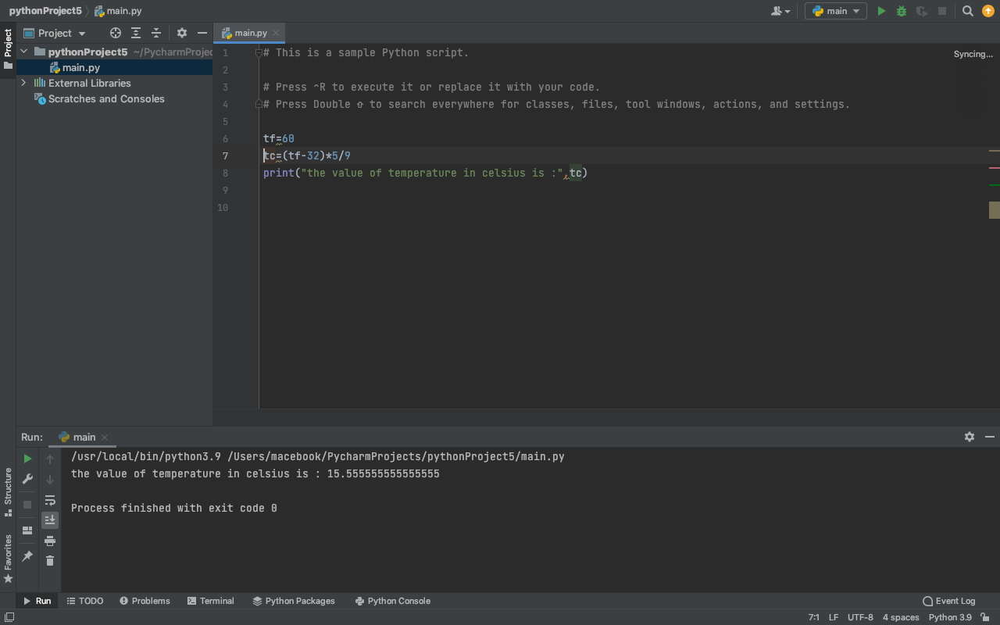 pythonProject5 main.py
main
Project
main.py
Project
pythonProject5 ~/PycharmProjec
main.py
External Libraries
Scratches and Consoles
Syncing...
1 # This is a sample Python script.
2
3 # Press ^R to execute it or replace it with your code.
4 # Press Double ⇧ to search everywhere for classes, files, tool windows, actions, and settings.
5
6 tf=60
7 tc=(tf-32)*5/9
8 print("the value of temperature in celsius is :",tc)
9
10
Run: main
/usr/local/bin/python3.9 /Users/macebook/PycharmProjects/pythonProject5/main.py
the value of temperature in celsius is : 15.555555555555555
Process finished with exit code 0
Structure
Favorites
Run TODO Problems Terminal Python Packages Python Console Event Log
7:1 LF UTF-8 4 spaces Python 3.9